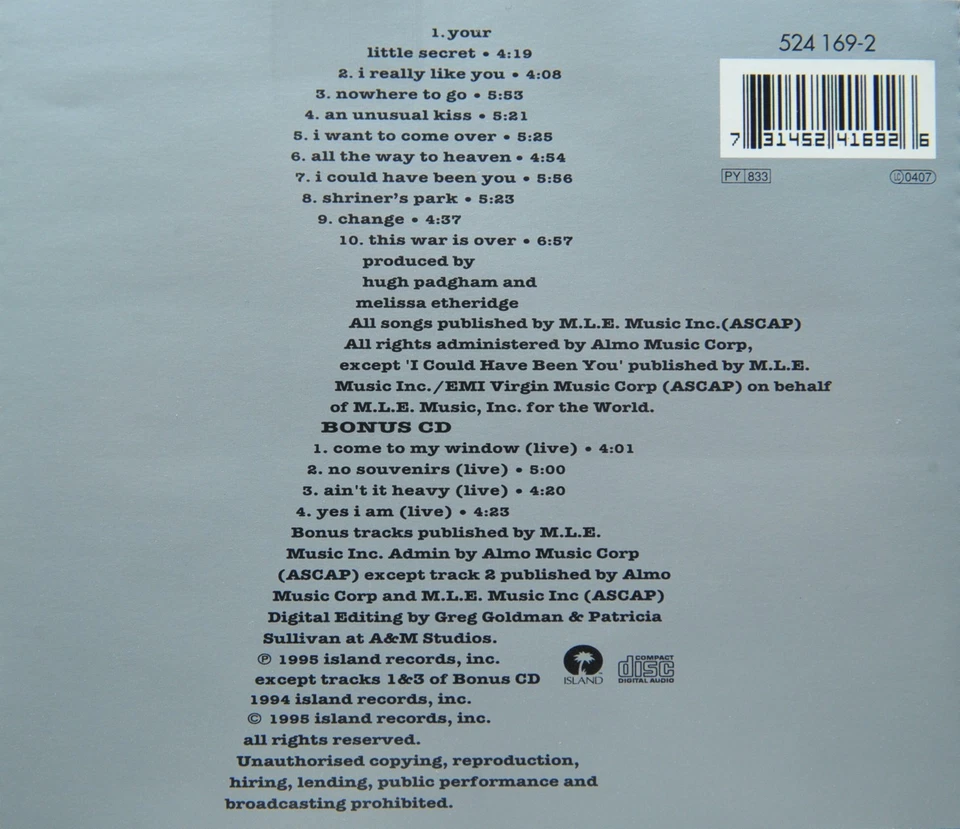 1. your
little secret • 4:19
2. i really like you • 4:08
3. nowhere to go • 5:53
4. an unusual kiss • 5:21
5. i want to come over • 5:25
6. all the way to heaven • 4:54
7. i could have been you • 5:56
8. shriner's park • 5:23
9. change • 4:37
10. this war is over • 6:57
produced by
hugh padgham and
melissa etheridge
All songs published by M.L.E. Music Inc.(ASCAP)
All rights administered by Almo Music Corp,
except 'I Could Have Been You' published by M.L.E.
Music Inc./EMI Virgin Music Corp (ASCAP) on behalf
of M.L.E. Music, Inc. for the World.
BONUS CD
1. come to my window (live) • 4:01
2. no souvenirs (live) • 5:00
3. ain't it heavy (live) • 4:20
4. yes i am (live) • 4:23
Bonus tracks published by M.L.E.
Music Inc. Admin by Almo Music Corp
(ASCAP) except track 2 published by Almo
Music Corp and M.L.E. Music Inc (ASCAP)
Digital Editing by Greg Goldman & Patricia
Sullivan at A&M Studios.
℗ 1995 island records, inc.
except tracks 1&3 of Bonus CD
1994 island records, inc.
© 1995 island records, inc.
all rights reserved.
Unauthorised copying, reproduction,
hiring, lending, public performance and
broadcasting prohibited.
524 169-2
7 31452 41692 6
PY 833
LC 0407
ISLAND
COMPACT
disc
DIGITAL AUDIO